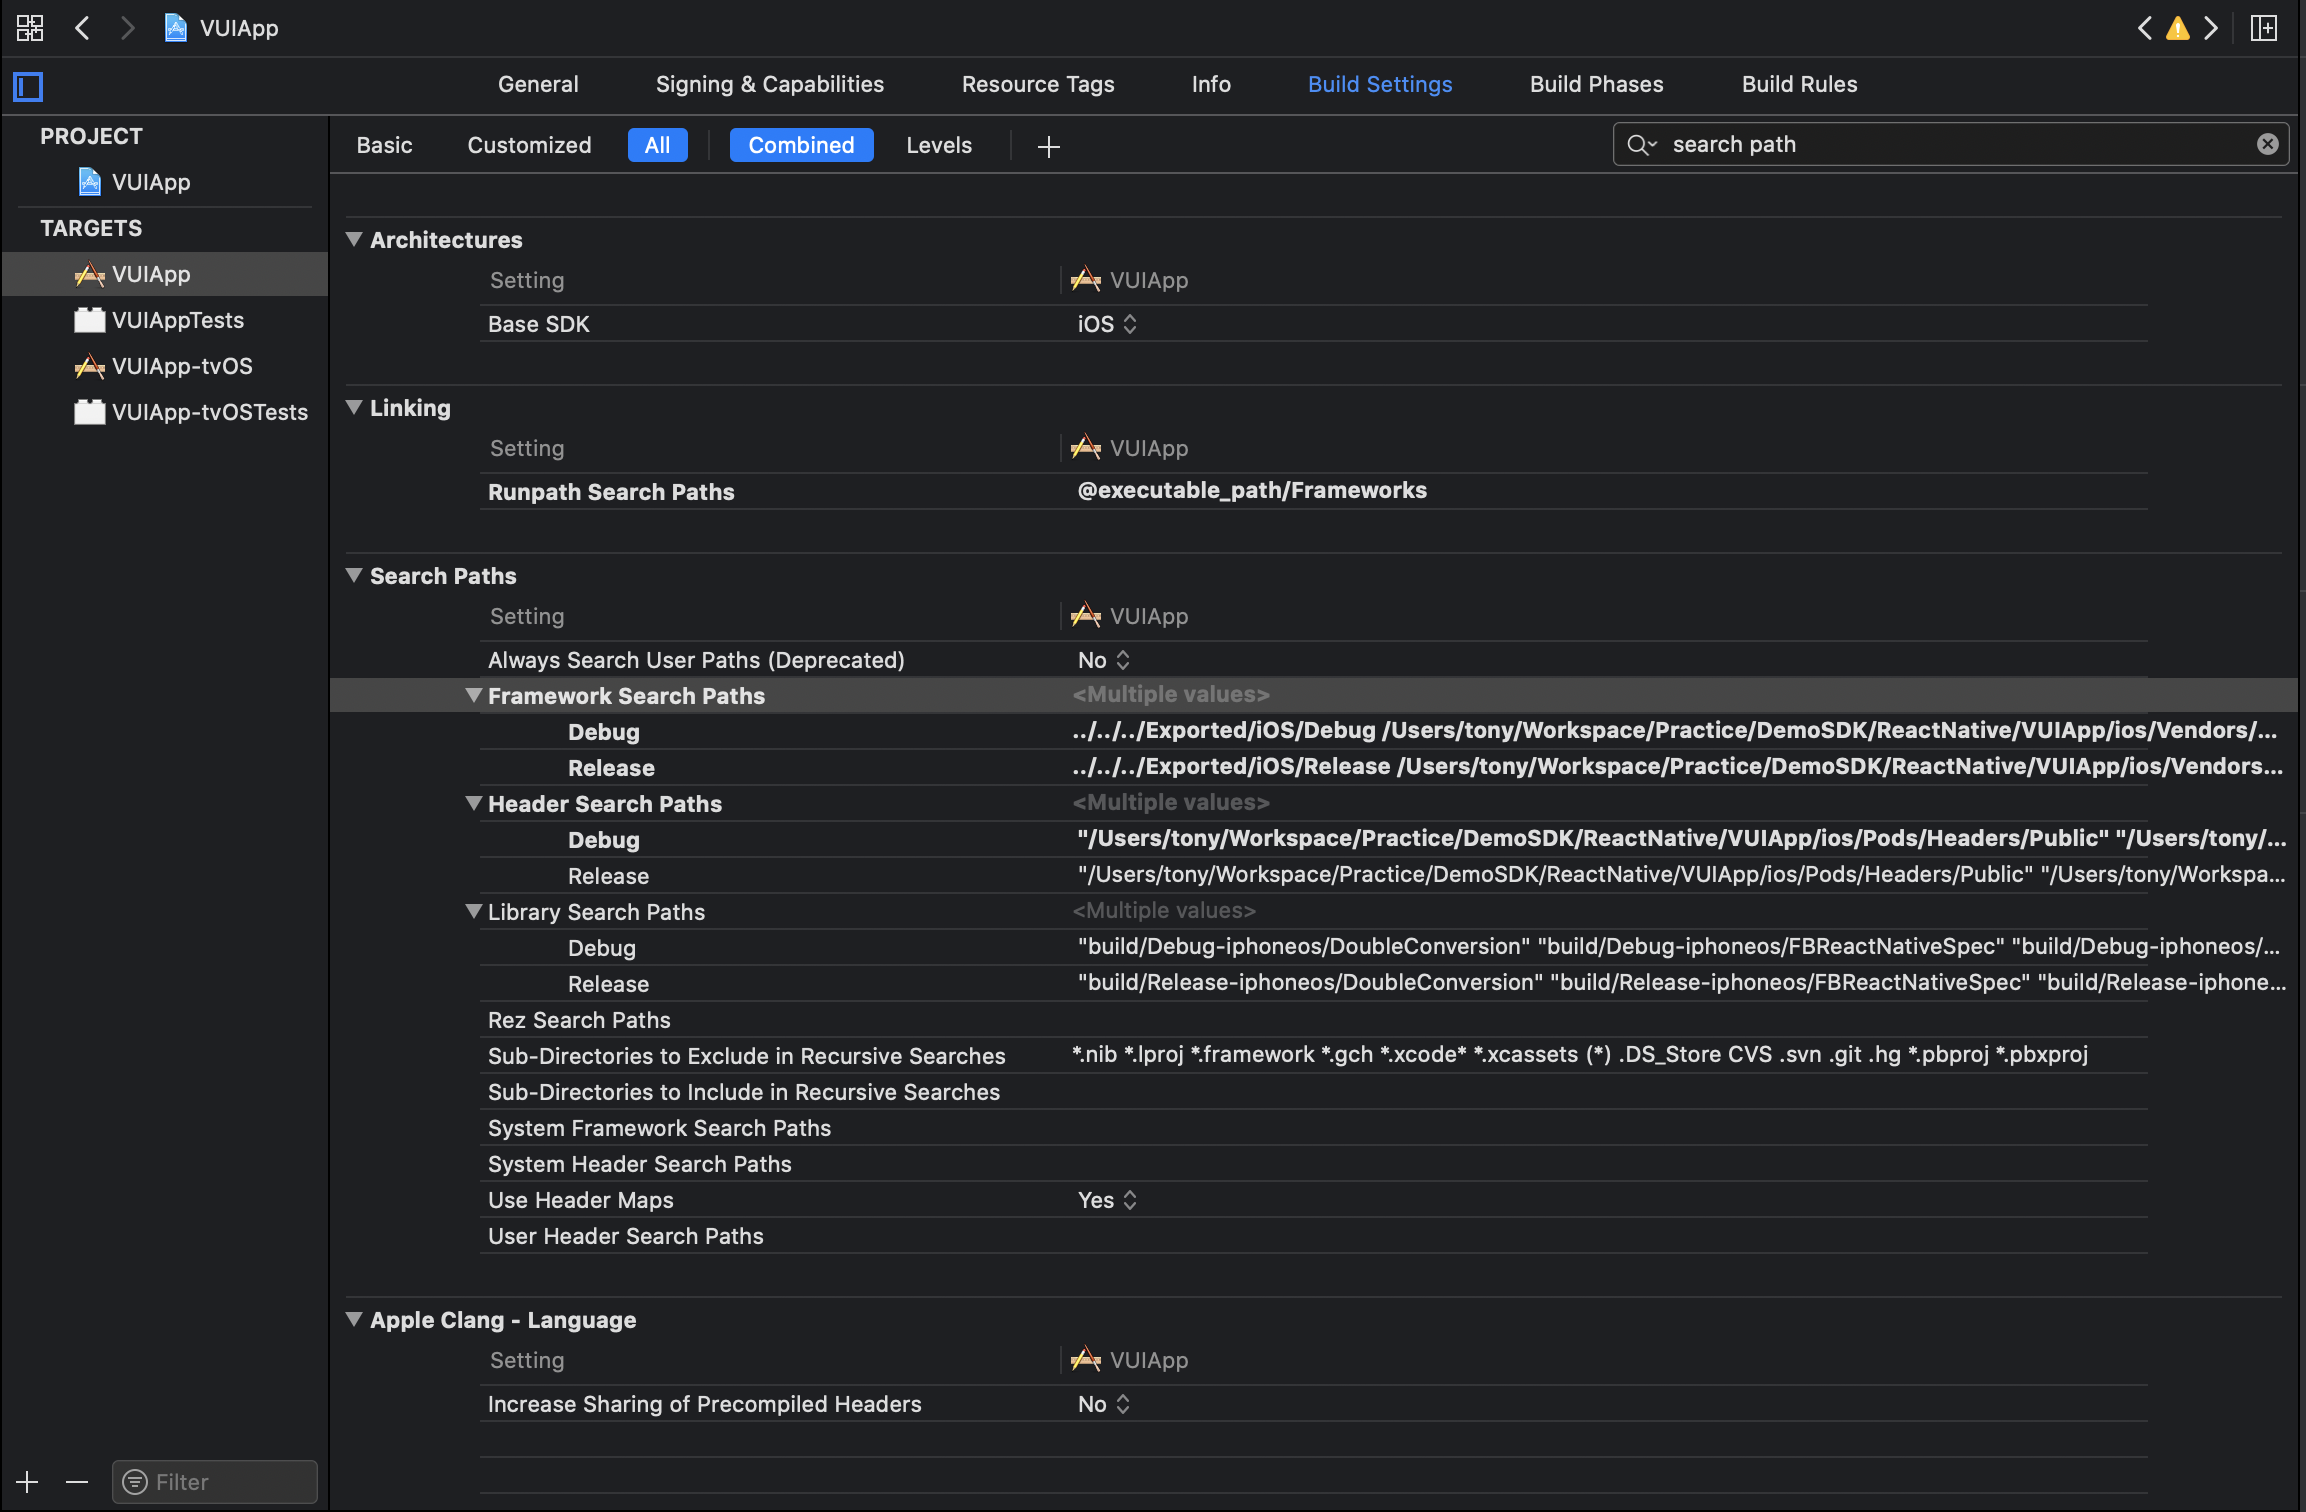 VUIApp
General Signing & Capabilities Resource Tags Info Build Settings Build Phases Build Rules
PROJECT
VUIApp
TARGETS
VUIApp
VUIAppTests
VUIApp-tvOS
VUIApp-tvOSTests
Filter
Basic Customized All Combined Levels search path
Architectures
Setting VUIApp
Base SDK iOS
Linking
Setting VUIApp
Runpath Search Paths @executable_path/Frameworks
Search Paths
Setting VUIApp
Always Search User Paths (Deprecated) No
Framework Search Paths <Multiple values>
Debug ../../../Exported/iOS/Debug /Users/tony/Workspace/Practice/DemoSDK/ReactNative/VUIApp/ios/Vendors/...
Release ../../../Exported/iOS/Release /Users/tony/Workspace/Practice/DemoSDK/ReactNative/VUIApp/ios/Vendors...
Header Search Paths <Multiple values>
Debug "/Users/tony/Workspace/Practice/DemoSDK/ReactNative/VUIApp/ios/Pods/Headers/Public" "/Users/tony/...
Release "/Users/tony/Workspace/Practice/DemoSDK/ReactNative/VUIApp/ios/Pods/Headers/Public" "/Users/tony/Workspa...
Library Search Paths <Multiple values>
Debug "build/Debug-iphoneos/DoubleConversion" "build/Debug-iphoneos/FBReactNativeSpec" "build/Debug-iphoneos/...
Release "build/Release-iphoneos/DoubleConversion" "build/Release-iphoneos/FBReactNativeSpec" "build/Release-iphone...
Rez Search Paths
Sub-Directories to Exclude in Recursive Searches *.nib *.lproj *.framework *.gch *.xcode* *.xcassets (*) .DS_Store CVS .svn .git .hg *.pbproj *.pbxproj
Sub-Directories to Include in Recursive Searches
System Framework Search Paths
System Header Search Paths
Use Header Maps Yes
User Header Search Paths
Apple Clang - Language
Setting VUIApp
Increase Sharing of Precompiled Headers No